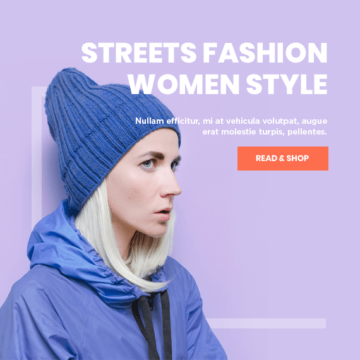 STREETS FASHION
WOMEN STYLE
Nullam efficitur, mi at vehicula volutpat, augue
erat molestie turpis, pellentes.
READ & SHOP